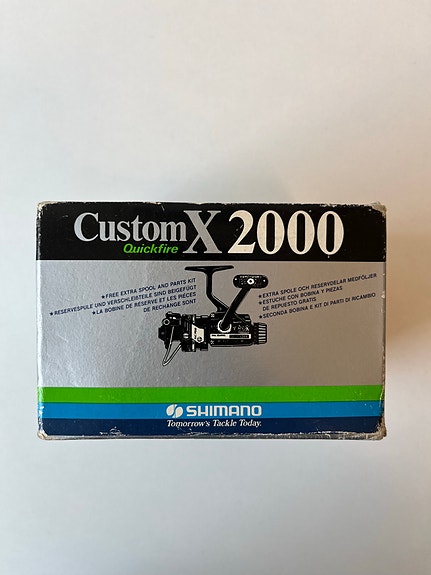 Custom X 2000
Quickfire
★FREE EXTRA SPOOL AND PARTS KIT
★RESERVESPULE UND VERSCHLEIßTEILE SIND BEIGEFÜGT
★LA BOBINE DE RESERVE ET LES PIECES
DE RECHANGE SONT
★EXTRA SPOLE OCH RESERVDELAR MEDFÖLJER
★ESTUCHE CON BOBINA Y PIEZAS
DE REPUESTO GRATIS
★SECONDA BOBINA E KIT DI PARTI DI RICAMBIO
SHIMANO
Tomorrow's Tackle Today.